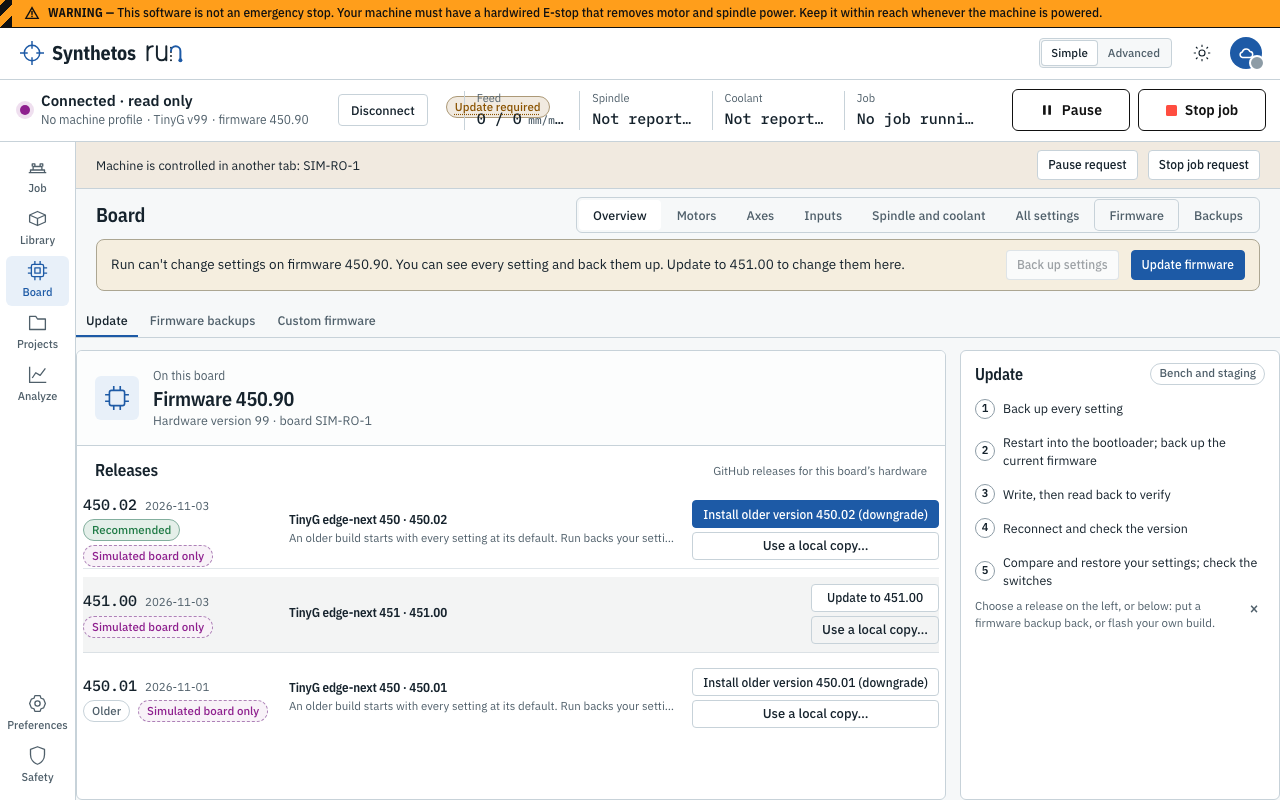 WARNING — This software is not an emergency stop. Your machine must have a hardwired E-stop that removes motor and spindle power. Keep it within reach whenever the machine is powered.
Synthetos run
Simple
Advanced
Connected · read only
No machine profile · TinyG v99 · firmware 450.90
Disconnect
Update required
Feed
0 / 0 mm/m…
Spindle
Not report…
Coolant
Not report…
Job
No job runni…
Pause
Stop job
Machine is controlled in another tab: SIM-RO-1
Pause request
Stop job request
Job
Library
Board
Projects
Analyze
Preferences
Safety
Board
Overview
Motors
Axes
Inputs
Spindle and coolant
All settings
Firmware
Backups
Run can't change settings on firmware 450.90. You can see every setting and back them up. Update to 451.00 to change them here.
Back up settings
Update firmware
Update
Firmware backups
Custom firmware
On this board
Firmware 450.90
Hardware version 99 · board SIM-RO-1
Releases
GitHub releases for this board’s hardware
450.02 2026-11-03
Recommended
Simulated board only
TinyG edge-next 450 · 450.02
An older build starts with every setting at its default. Run backs your setti…
Install older version 450.02 (downgrade)
Use a local copy…
451.00 2026-11-03
Simulated board only
TinyG edge-next 451 · 451.00
Update to 451.00
Use a local copy…
450.01 2026-11-01
Older
Simulated board only
TinyG edge-next 450 · 450.01
An older build starts with every setting at its default. Run backs your setti…
Install older version 450.01 (downgrade)
Use a local copy…
Update
Bench and staging
1 Back up every setting
2 Restart into the bootloader; back up the
current firmware
3 Write, then read back to verify
4 Reconnect and check the version
5 Compare and restore your settings; check the
switches
Choose a release on the left, or below: put a
firmware backup back, or flash your own build.
×